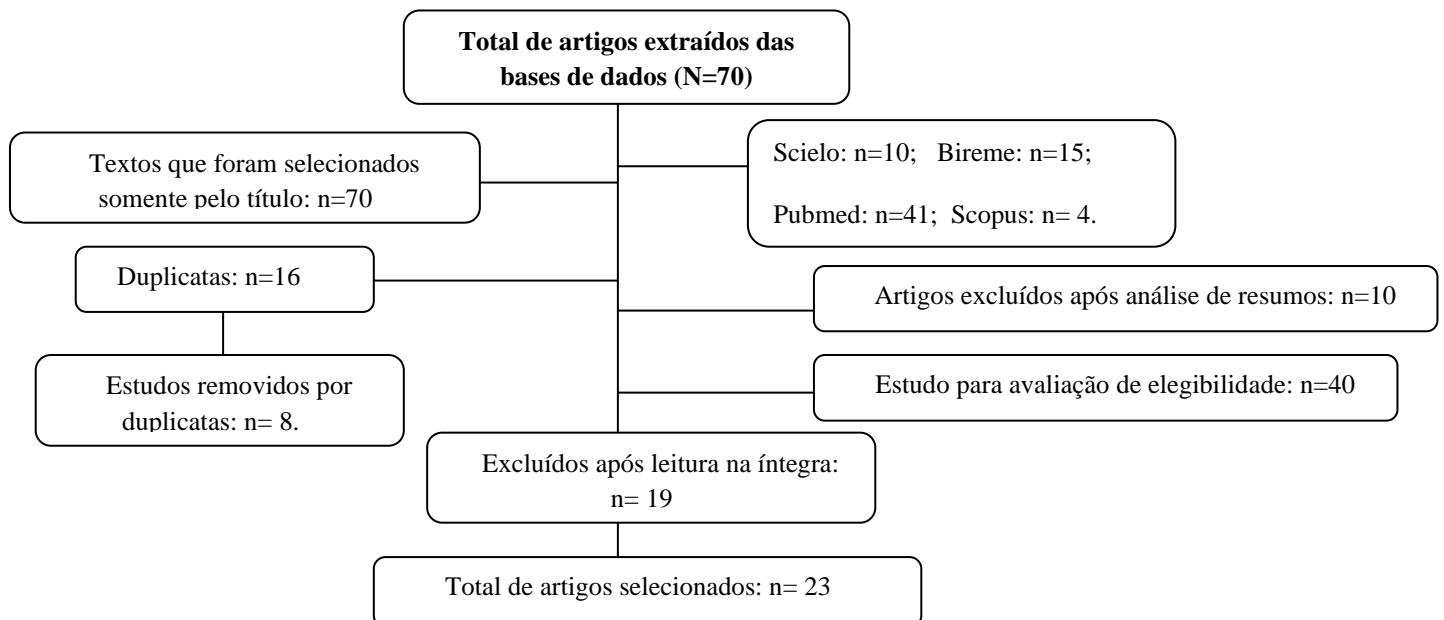 Total de artigos extraídos das
bases de dados (N=70)
Textos que foram selecionados
somente pelo título: n=70
Scielo: n=10; Bireme: n=15;
Pubmed: n=41; Scopus: n= 4.
Duplicatas: n=16
Artigos excluídos após análise de resumos: n=10
Estudos removidos por
duplicatas: n= 8.
Estudo para avaliação de elegibilidade: n=40
Excluídos após leitura na íntegra:
n= 19
Total de artigos selecionados: n= 23